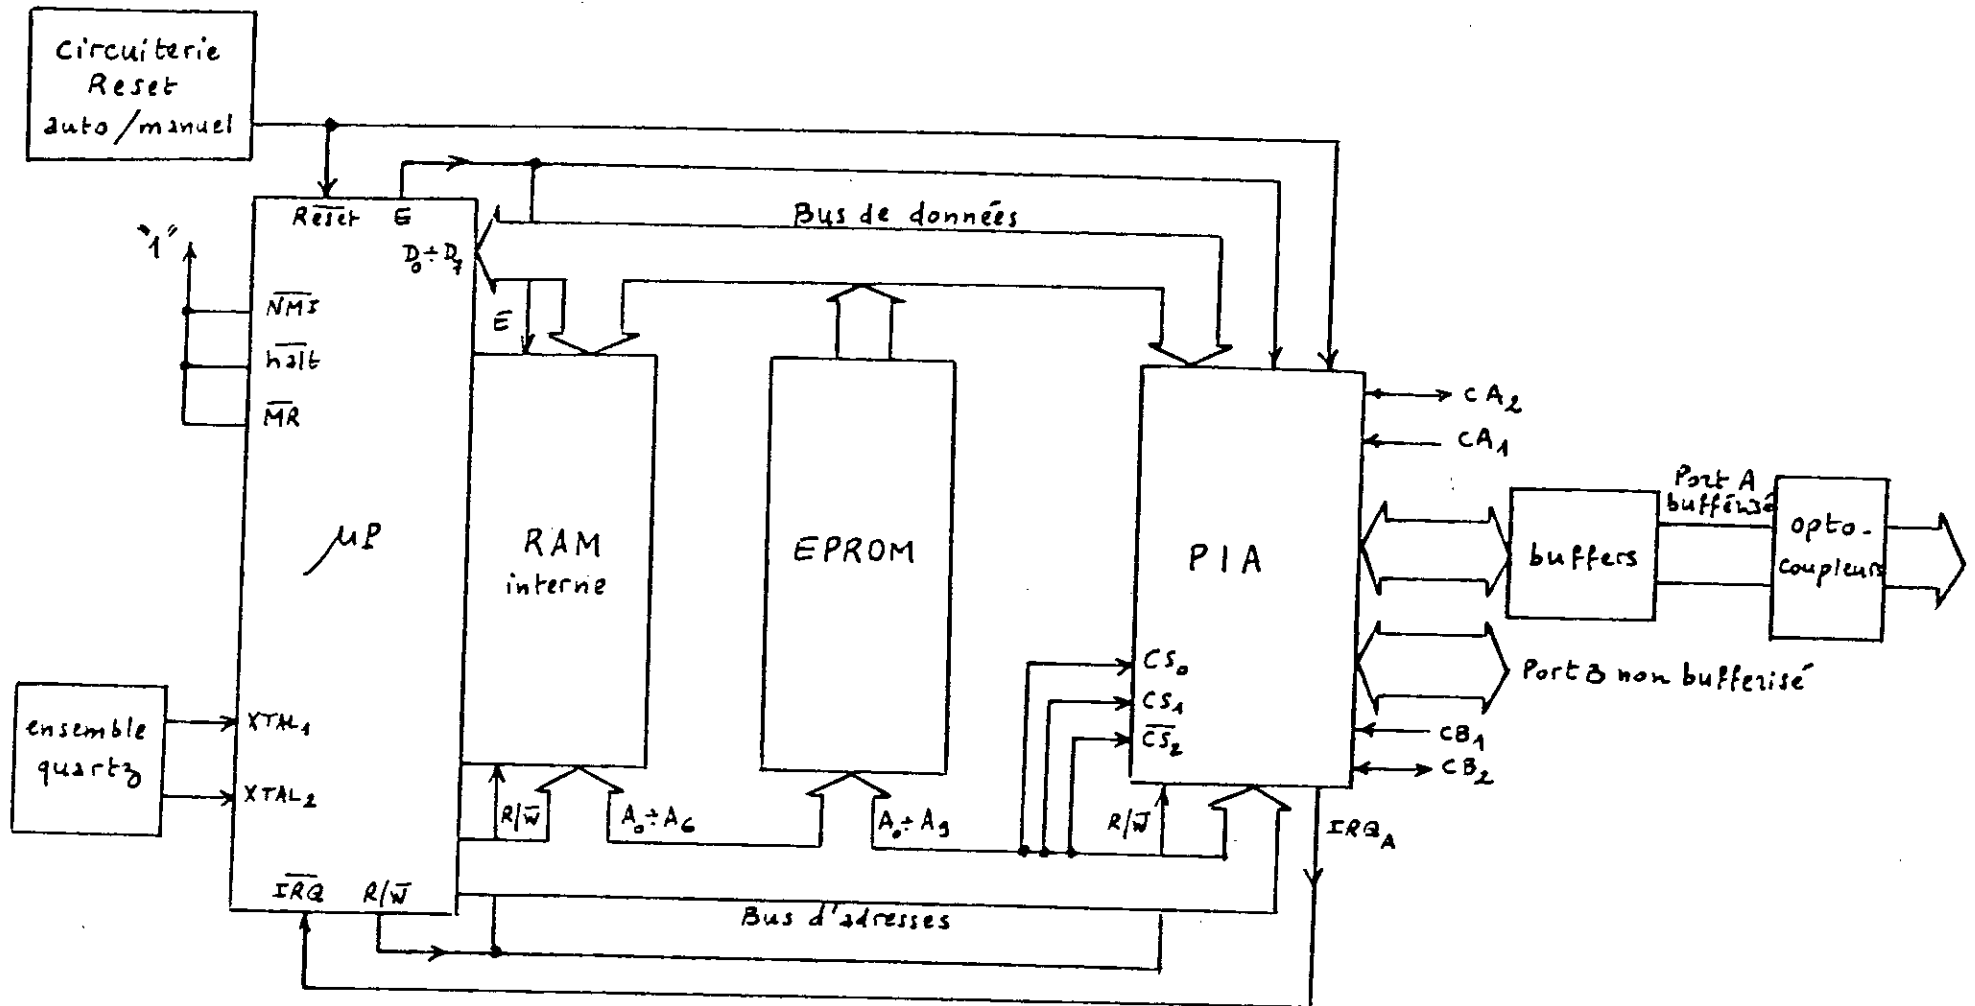 Circuiterie
Reset
auto/manuel
"1"
Reset
E
D0÷D7
Bus de données
NMI
halt
MR
E
µP
RAM
interne
EPROM
PIA
CA2
CA1
Port A
bufférisé
buffers
opto-
coupleurs
CS0
CS1
CS2
Port B non bufferisé
CB1
CB2
ensemble
quartz
XTAL1
XTAL2
R/W
A0÷A6
A0÷A9
R/W
IRQA
IRQ
R/W
Bus d'adresses